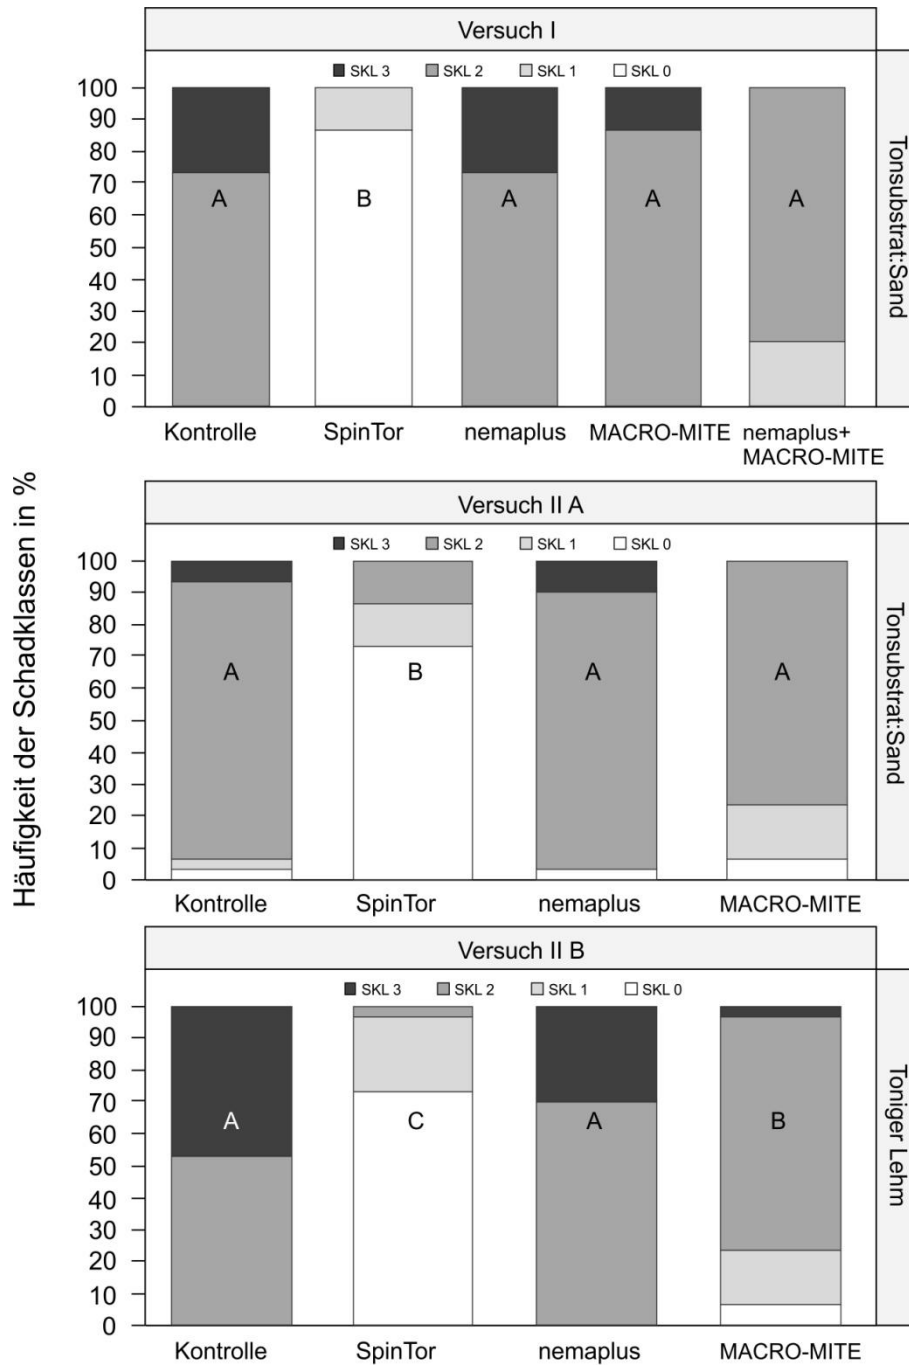 Häufigkeit der Schadklassen in %
Versuch I
SKL 3 SKL 2 SKL 1 SKL 0
100
90
80
70
60
50
40
30
20
10
0
A B A A A
Tonsubstrat:Sand
Kontrolle SpinTor nemaplus MACRO-MITE nemaplus+
MACRO-MITE
Versuch II A
SKL 3 SKL 2 SKL 1 SKL 0
100
90
80
70
60
50
40
30
20
10
0
A B A A
Tonsubstrat:Sand
Kontrolle SpinTor nemaplus MACRO-MITE
Versuch II B
SKL 3 SKL 2 SKL 1 SKL 0
100
90
80
70
60
50
40
30
20
10
0
A C A B
Toniger Lehm
Kontrolle SpinTor nemaplus MACRO-MITE